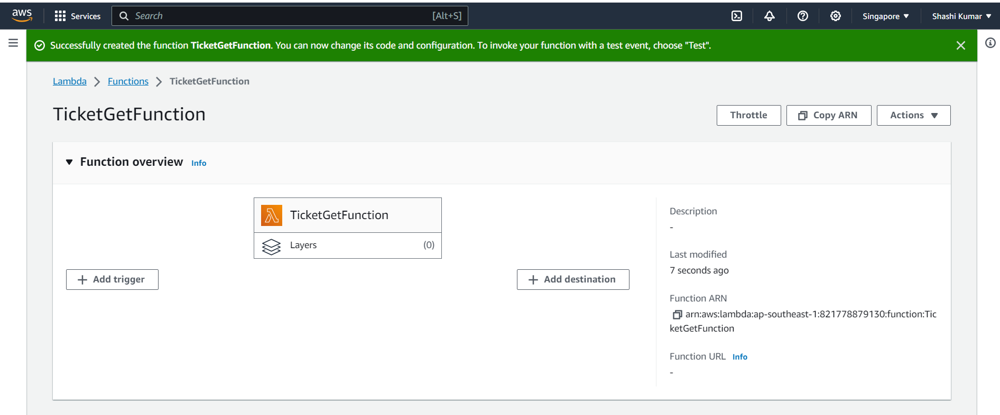 aws Services Search [Alt+S] Singapore Shashi Kumar
Successfully created the function TicketGetFunction. You can now change its code and configuration. To invoke your function with a test event, choose "Test".
Lambda Functions TicketGetFunction
TicketGetFunction
Throttle Copy ARN Actions
Function overview Info
TicketGetFunction
Layers (0)
Add trigger
Add destination
Description
-
Last modified
7 seconds ago
Function ARN
arn:aws:lambda:ap-southeast-1:821778879130:function:Tic
ketGetFunction
Function URL Info
-